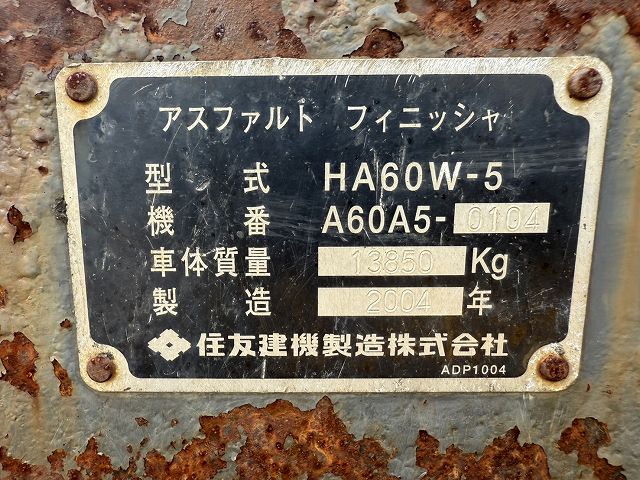 アスファルト フィニッシャ
型式 HA60W-5
機番 A60A5-0104
車体質量 13850 Kg
製造 2004 年
住友建機製造株式会社
ADP1004